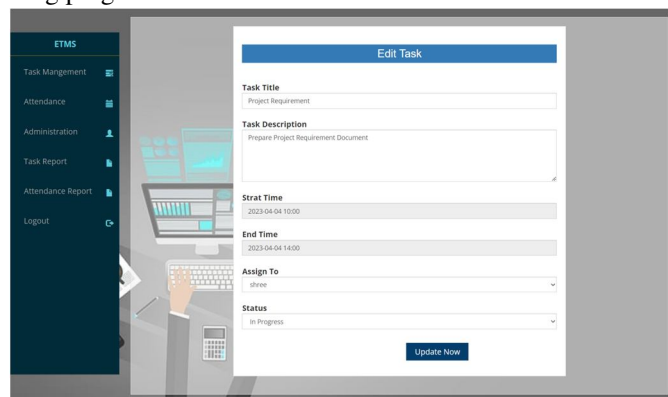 ETMS
Task Mangement
Attendance
Administration
Task Report
Attendance Report
Logout
Edit Task
Task Title
Project Requirement
Task Description
Prepare Project Requirement Document
Strat Time
2023-04-04 10:00
End Time
2023-04-04 14:00
Assign To
shree
Status
In Progress
Update Now